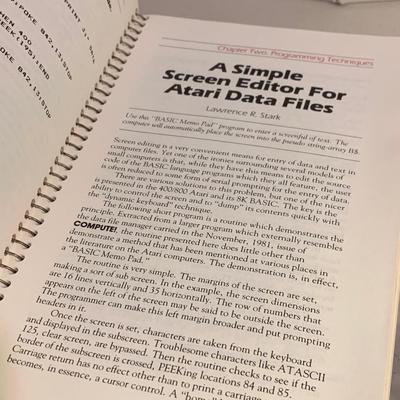 PRINT 1+ DNL
POKE 842,13:STOP
400
(19):END
842,13:STOP
Chapter Two: Programming Techniques
A Simple
Screen Editor For
Atari Data Files
Lawrence R. Stark
Use this "BASIC Memo Pad" program to enter a screenful of text. The
computer will automatically place the screen into the pseudo string-array B$.
Screen editing is a very convenient means for entry of data and text in
computer files. Yet one of the ironies surrounding several models of
small computers is that, while they have this means to edit the source
code of the BASIC language programs which they all feature, the user
is often reduced to some form of serial prompting for the entry of data.
There are various solutions to this problem, but one of the nicer
is presented in the 400/800 Atari and its 8K BASIC. The key is the
ability to control the screen and to "dump" its contents quickly with
the "dynamic keyboard" technique.
The following short program is a routine which demonstrates the
principle. Extracted from a larger program which externally resembles
the data file manager carried in the November, 1981, issue of
COMPUTE!, the routine presented here does little other than
demonstrate a method that has been mentioned at various places in
the literature on the Atari computers. The demonstration is, in effect,
a "BASIC Memo Pad."
The routine is very simple. The margins of the screen are set,
making a sort of sub screen. In the example, the screen dimensions
are 16 lines vertically and 35 horizontally. The row of numbers that
appears on the left of the screen may be said to be outside the screen.
The programmer can make this left margin broader and put prompting
headers in it.
Once the screen is set, characters are taken from the keyboard
and displayed in the subscreen. Troublesome characters like ATASCII
125, clear screen, are bypassed. Then the routine checks to see if the
border of the subscreen is crossed, PEEKing locations 84 and 85.
Carriage return has no effect other than to print a carriage
becomes, in essence, a cursor control. A "home"